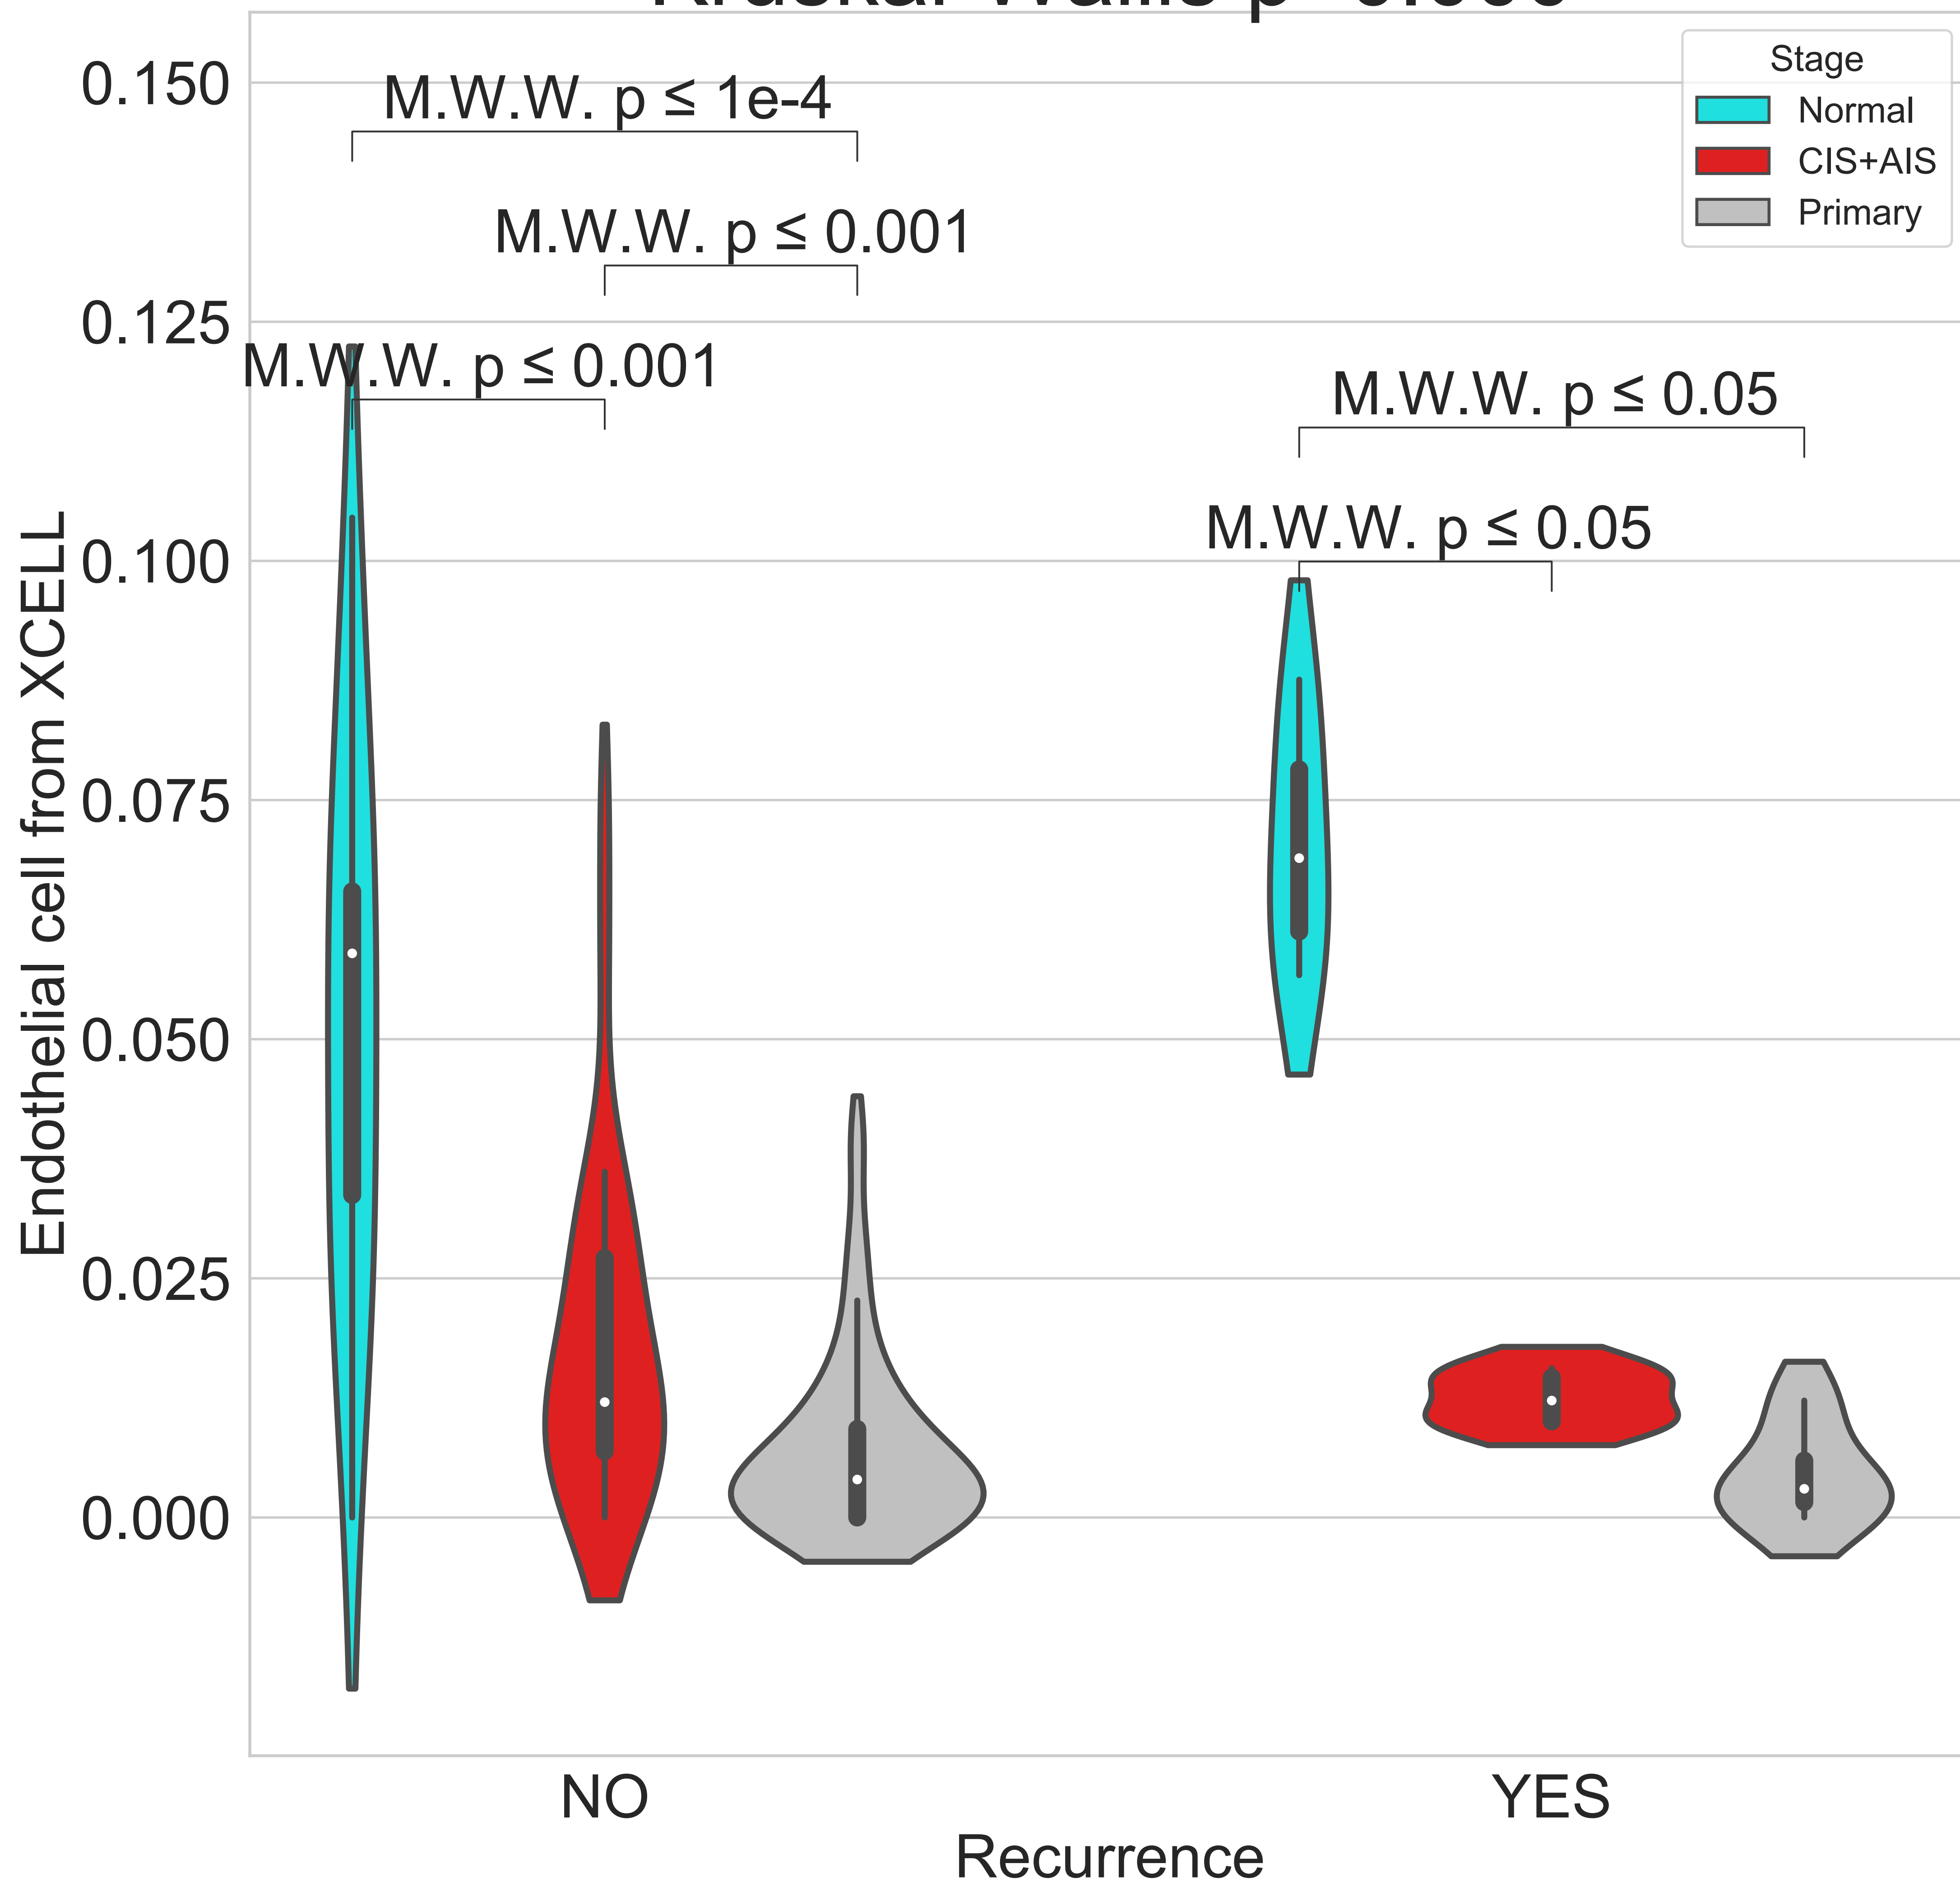 Stage
Normal
CIS+AIS
Primary
M.W.W. p ≤ 1e-4
M.W.W. p ≤ 0.001
M.W.W. p ≤ 0.001
M.W.W. p ≤ 0.05
M.W.W. p ≤ 0.05
Endothelial cell from XCELL
0.150
0.125
0.100
0.075
0.050
0.025
0.000
NO
YES
Recurrence